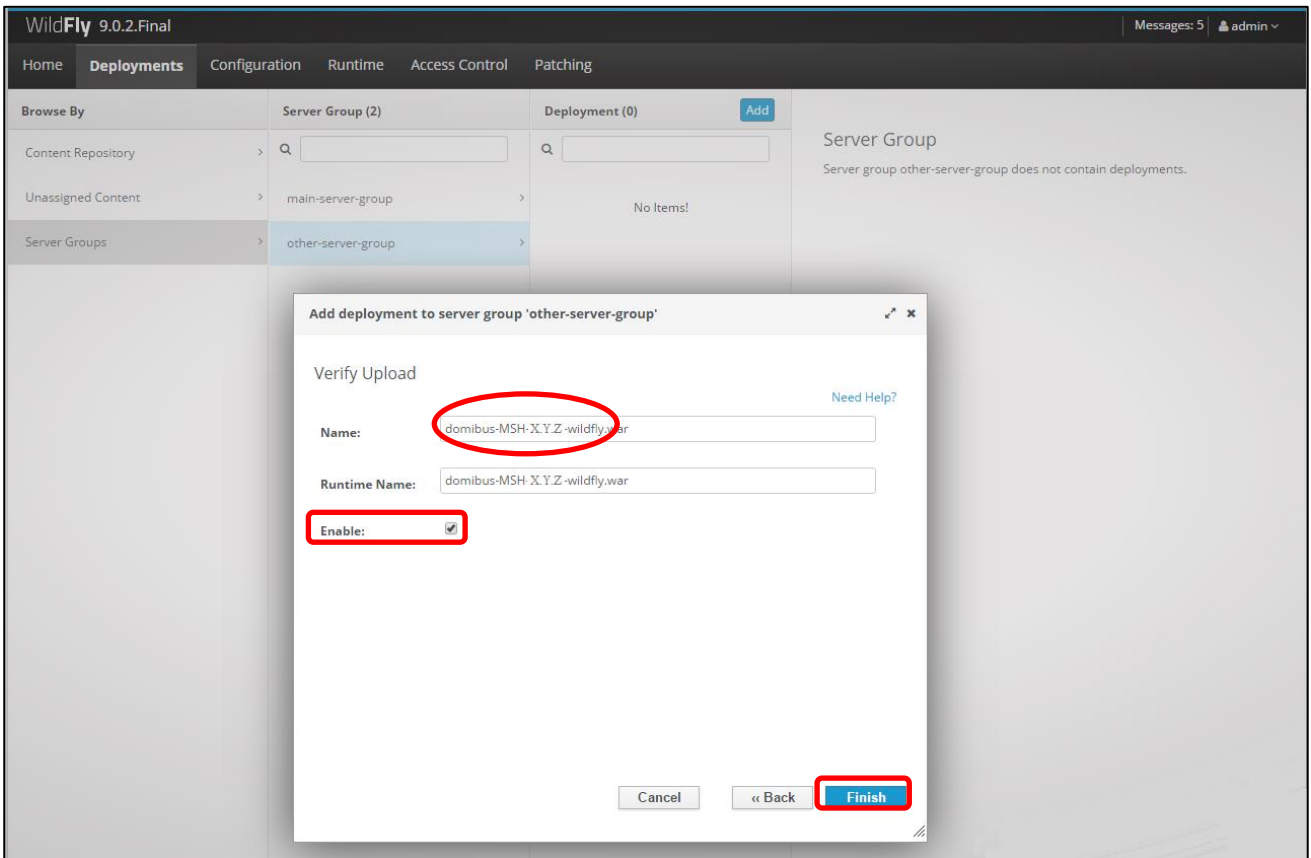 WildFly 9.0.2.Final
Messages: 5 admin
Home Deployments Configuration Runtime Access Control Patching
Browse By
Content Repository
Unassigned Content
Server Groups
Server Group (2)
main-server-group
other-server-group
Deployment (0) Add
No Items!
Server Group
Server group other-server-group does not contain deployments.
Add deployment to server group 'other-server-group'
Verify Upload
Need Help?
Name: domibus-MSH-X.Y.Z-wildfly.war
Runtime Name: domibus-MSH-X.Y.Z-wildfly.war
Enable:
Cancel ‹‹ Back Finish